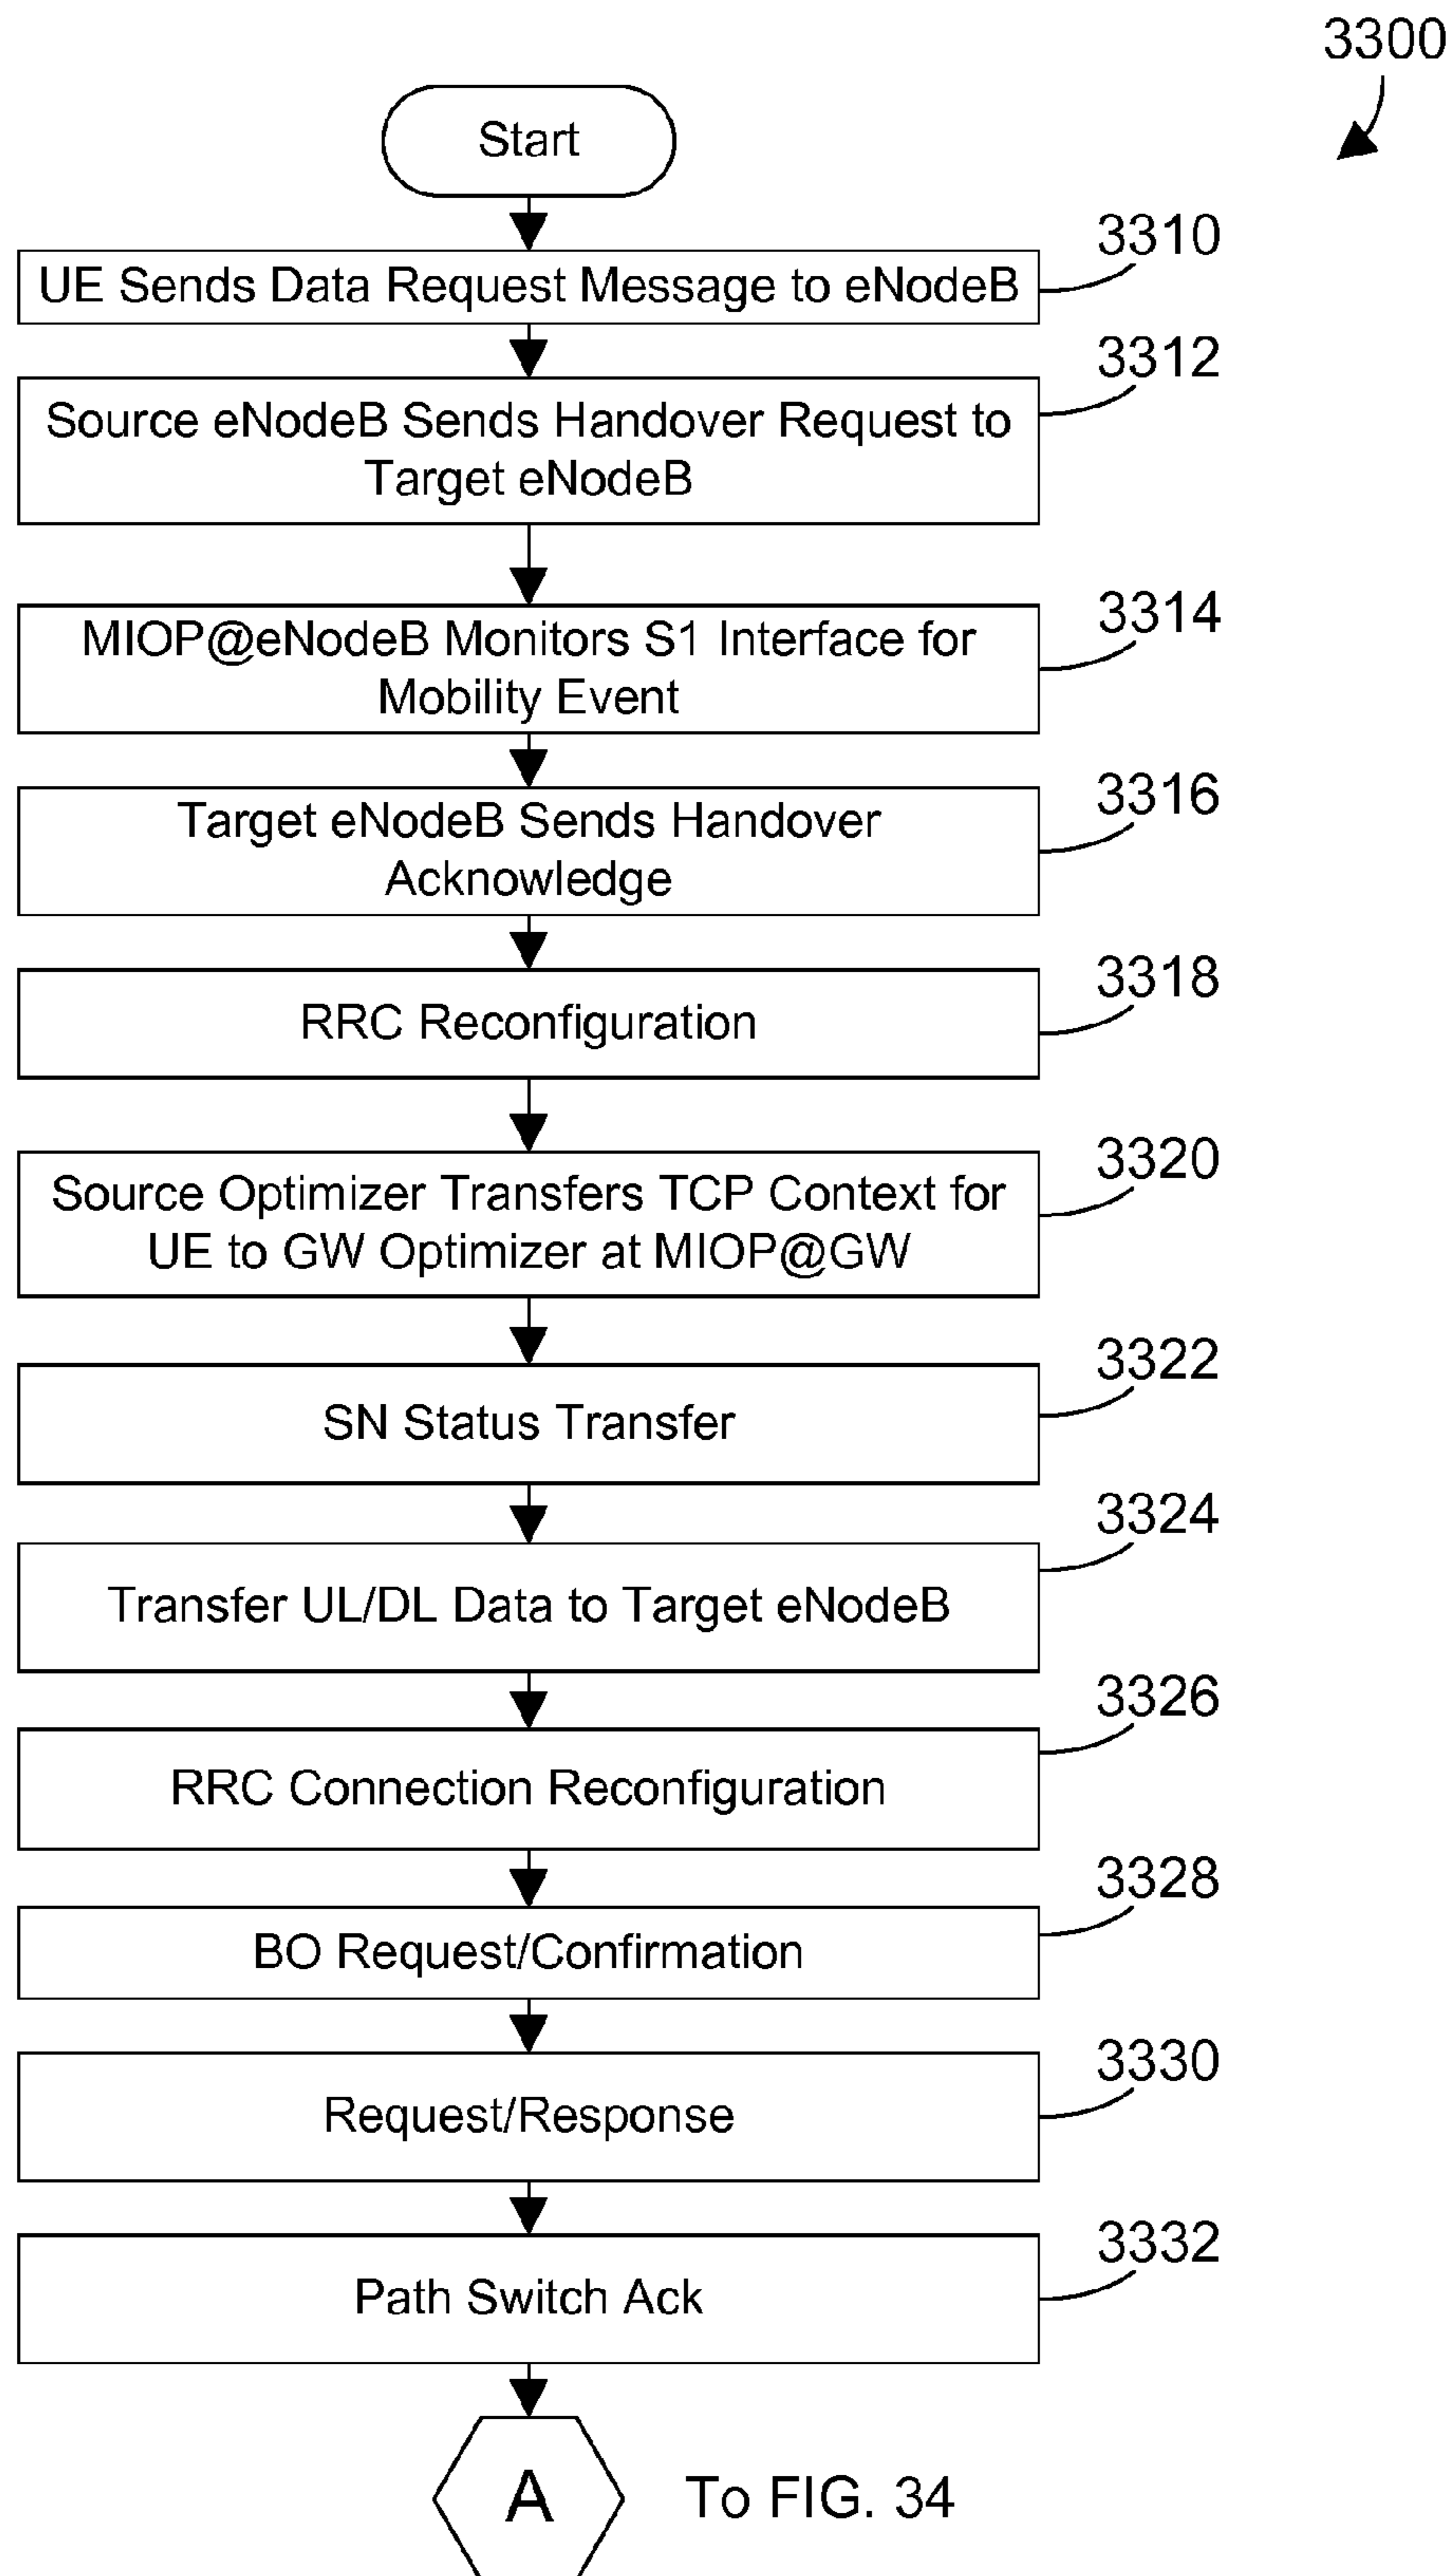 3300
Start
3310
UE Sends Data Request Message to eNodeB
3312
Source eNodeB Sends Handover Request to
Target eNodeB
3314
MIOP@eNodeB Monitors S1 Interface for
Mobility Event
3316
Target eNodeB Sends Handover
Acknowledge
3318
RRC Reconfiguration
3320
Source Optimizer Transfers TCP Context for
UE to GW Optimizer at MIOP@GW
3322
SN Status Transfer
3324
Transfer UL/DL Data to Target eNodeB
3326
RRC Connection Reconfiguration
3328
BO Request/Confirmation
3330
Request/Response
3332
Path Switch Ack
A
To FIG. 34